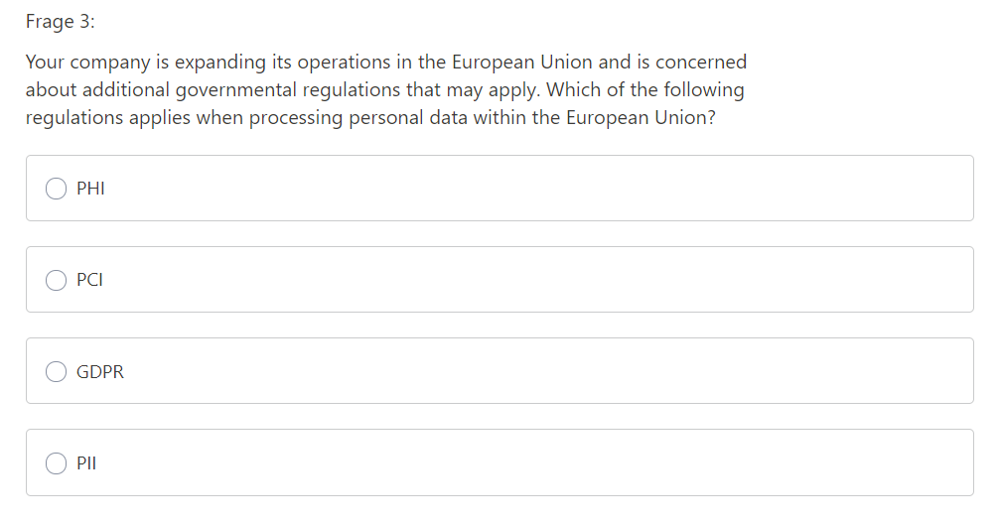 Frage 3:
Your company is expanding its operations in the European Union and is concerned
about additional governmental regulations that may apply. Which of the following
regulations applies when processing personal data within the European Union?
PHI
PCI
GDPR
PII